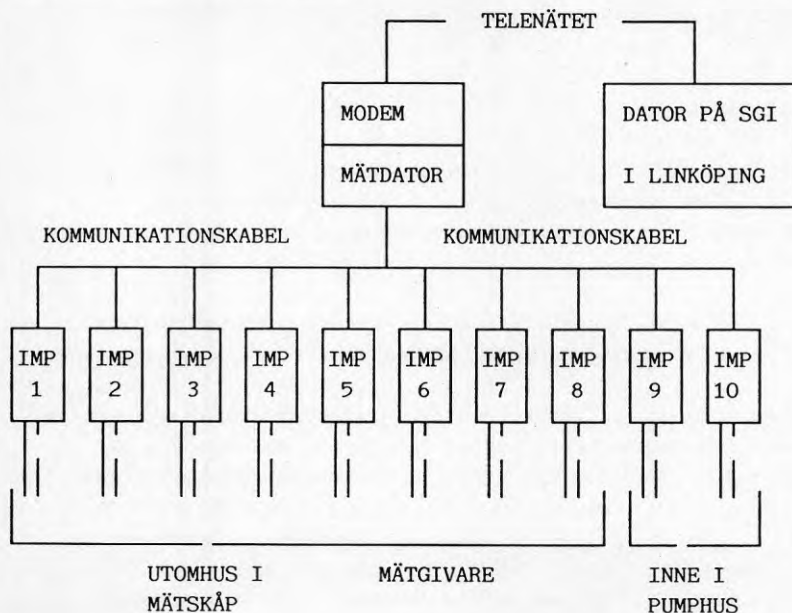 TELENÄTET
MODEM
MÄTDATOR
DATOR PÅ SGI
I LINKÖPING
KOMMUNIKATIONSKABEL KOMMUNIKATIONSKABEL
IMP IMP IMP IMP IMP IMP IMP IMP IMP IMP
1 2 3 4 5 6 7 8 9 10
UTOMHUS I MÄTGIVARE INNE I
MÄTSKÅP PUMPHUS